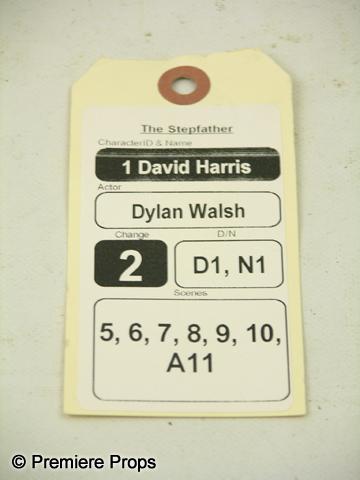 The Stepfather
CharacterID & Name
1 David Harris
Actor
Dylan Walsh
Change
D/N
2
D1, N1
Scenes
5, 6, 7, 8, 9, 10,
A11
© Premiere Props